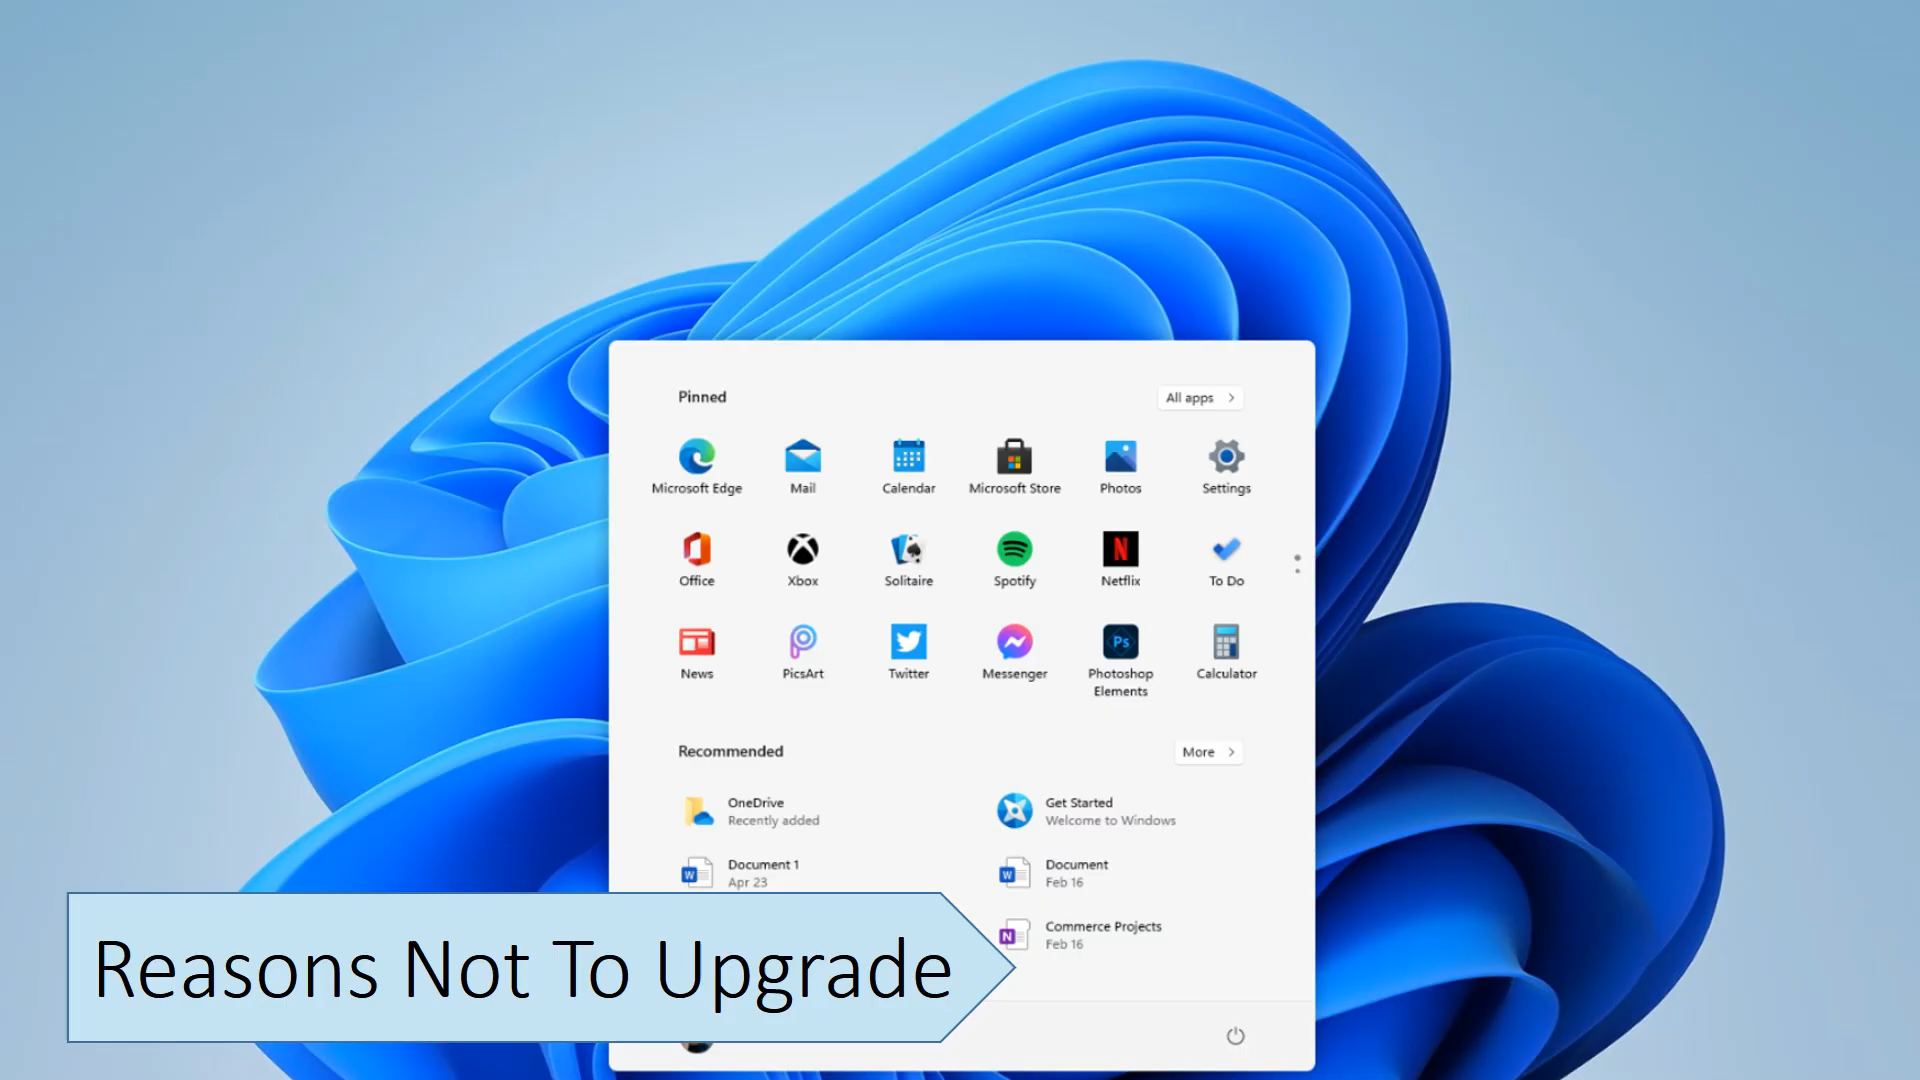 Pinned
All apps
Microsoft Edge
Mail
Calendar
Microsoft Store
Photos
Settings
Office
Xbox
Solitaire
Spotify
Netflix
To Do
News
PicsArt
Twitter
Messenger
Ps
Photoshop
Elements
Calculator
Recommended
More
OneDrive
Recently added
Get Started
Welcome to Windows
Document 1
Apr 23
Document
Feb 16
Commerce Projects
Feb 16
Reasons Not To Upgrade